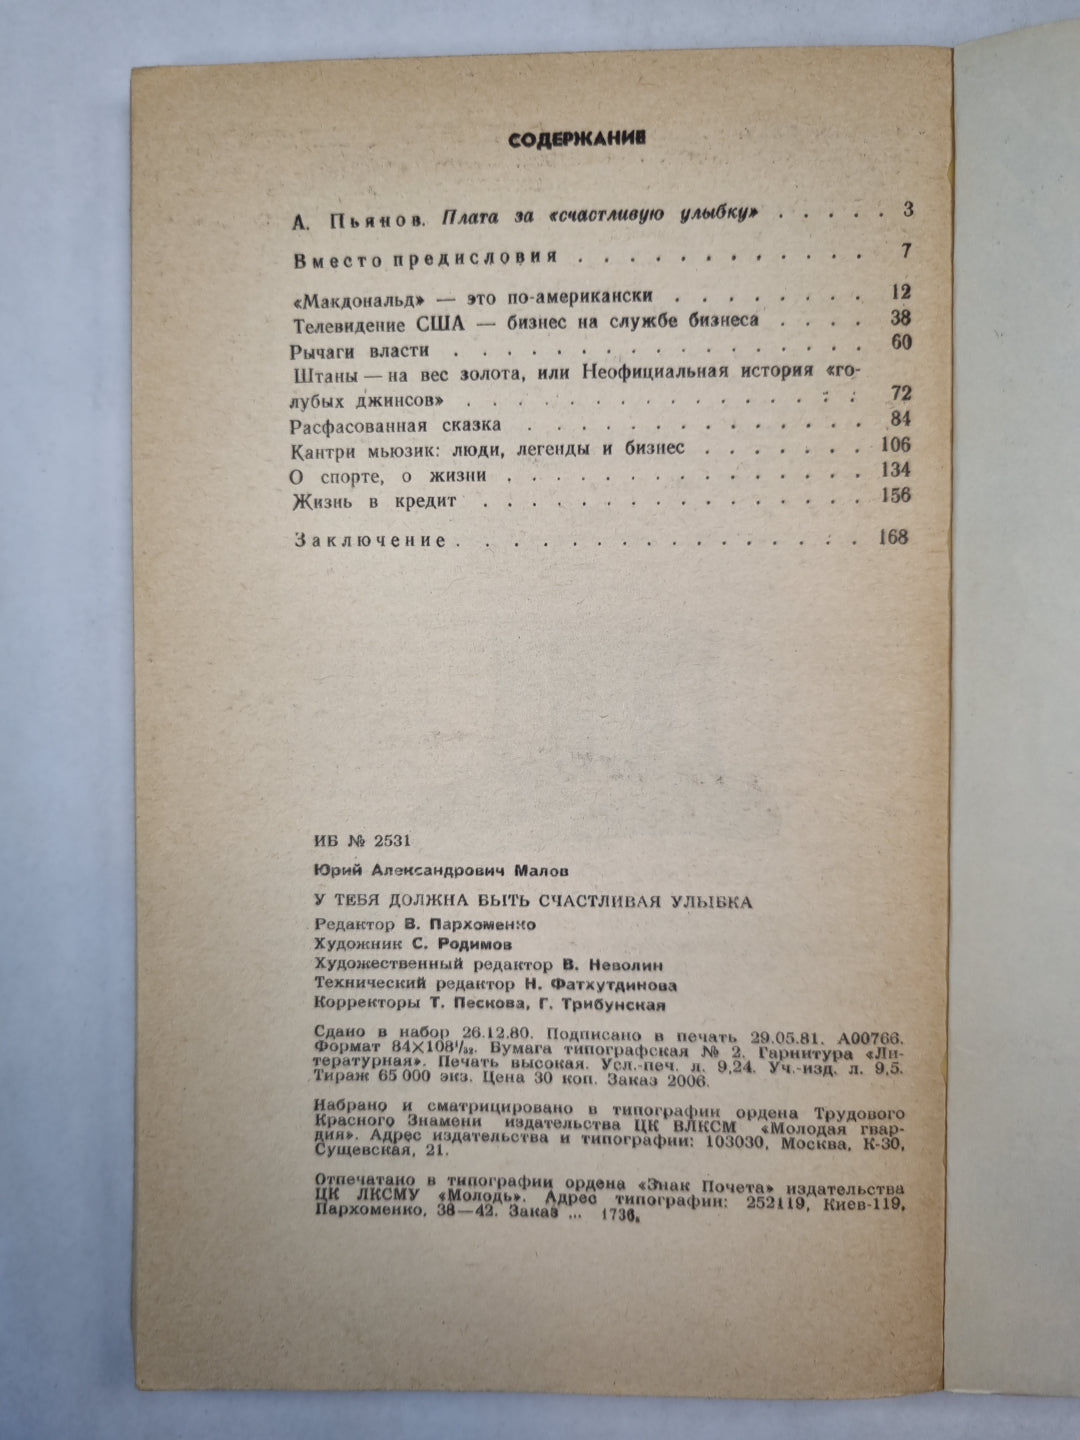 СОДЕРЖАНИЕ
А. Пьянов. Плата за «счастливую улыбку» . . . . . 3
Вместо предисловия . . . . . . . . . . . . 7
«Макдональд» — это по-американски . . . . . . . . 12
Телевидение США — бизнес на службе бизнеса . . . . 38
Рычаги власти . . . . . . . . . . . . . . . . 60
Штаны — на вес золота, или Неофициальная история «го-
лубых джинсов» . . . . . . . . . . . . . . . . 72
Расфасованная сказка . . . . . . . . . . . . . 84
Кантри мьюзик: люди, легенды и бизнес . . . . . . . 106
О спорте, о жизни . . . . . . . . . . . . . . 134
Жизнь в кредит . . . . . . . . . . . . . . . 156
Заключение . . . . . . . . . . . . . . . 168
ИБ № 2531
Юрий Александрович Малов
У ТЕБЯ ДОЛЖНА БЫТЬ СЧАСТЛИВАЯ УЛЫБКА
Редактор В. Пархоменко
Художник С. Родимов
Художественный редактор В. Неволин
Технический редактор Н. Фатхутдинова
Корректоры Т. Пескова, Г. Трибунская
Сдано в набор 26.12.80. Подписано в печать 29.05.81. А00766.
Формат 84×108¹/₃₂. Бумага типографская № 2. Гарнитура «Ли-
тературная». Печать высокая. Усл.-печ. л. 9,24. Уч.-изд. л. 9,5.
Тираж 65 000 экз. Цена 30 коп. Заказ 2006.
Набрано и сматрицировано в типографии ордена Трудового
Красного Знамени издательства ЦК ВЛКСМ «Молодая гвар-
дия». Адрес издательства и типографии: 103030, Москва, К-30,
Сущевская, 21.
Отпечатано в типографии ордена «Знак Почета» издательства
ЦК ЛКСМУ «Молодь». Адрес типографии: 252119, Киев-119,
Пархоменко, 38—42. Заказ ... 1736.